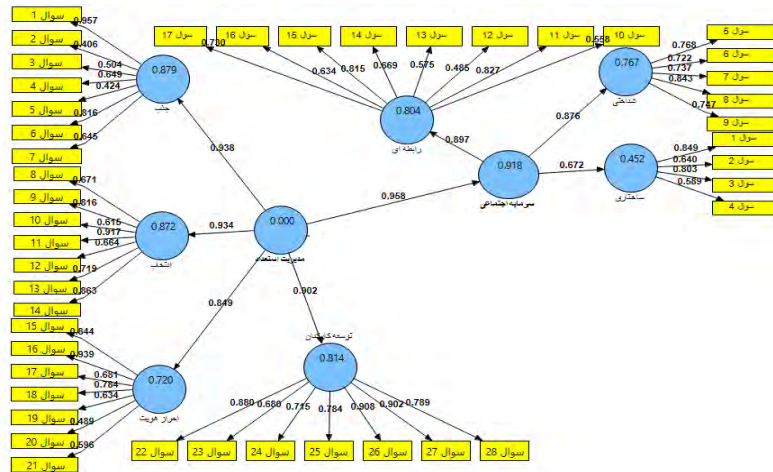 سوال 1
0.957
سوال 2
0.406
سوال 3
0.504
سوال 4
0.649
سوال 5
0.424
سوال 6
0.816
سوال 7
0.645
0.879
جذب
سوال 8
0.671
سوال 9
0.816
سوال 10
0.615
سوال 11
0.917
سوال 12
0.664
سوال 13
0.719
سوال 14
0.863
0.872
انتخاب
سوال 15
0.844
سوال 16
0.939
سوال 17
0.681
سوال 18
0.784
سوال 19
0.634
سوال 20
0.489
سوال 21
0.596
0.720
احراز هویت
سوال 17
سوال 16
سوال 15
سوال 14
سوال 13
سوال 12
سوال 11
سوال 10
0.730
0.634
0.815
0.669
0.575
0.485
0.827
0.558
0.804
رابطه ای
سوال 6
سوال 7
سوال 8
سوال 9
0.768
0.722
0.737
0.843
0.747
0.767
شناختی
سوال 1
سوال 2
سوال 3
سوال 4
0.849
0.640
0.803
0.589
0.452
ساختاری
0.918
سرمایه اجتماعی
0.897
0.876
0.672
0.958
0.938
0.934
0.849
0.902
0.000
مدیریت استعداد
توسعه کارکنان
0.814
0.880
0.680
0.715
0.784
0.908
0.902
0.789
سوال 22
سوال 23
سوال 24
سوال 25
سوال 26
سوال 27
سوال 28